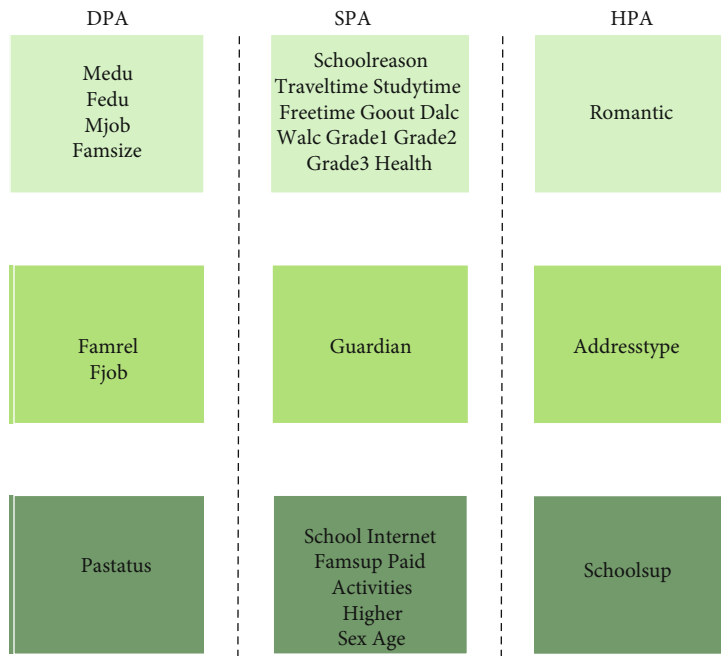 DPA
SPA
HPA
Medu
Fedu
Mjob
Famsize
Schoolreason
Traveltime Studytime
Freetime Goout Dalc
Walc Grade1 Grade2
Grade3 Health
Romantic
Famrel
Fjob
Guardian
Addresstype
Pastatus
School Internet
Famsup Paid
Activities
Higher
Sex Age
Schoolsup